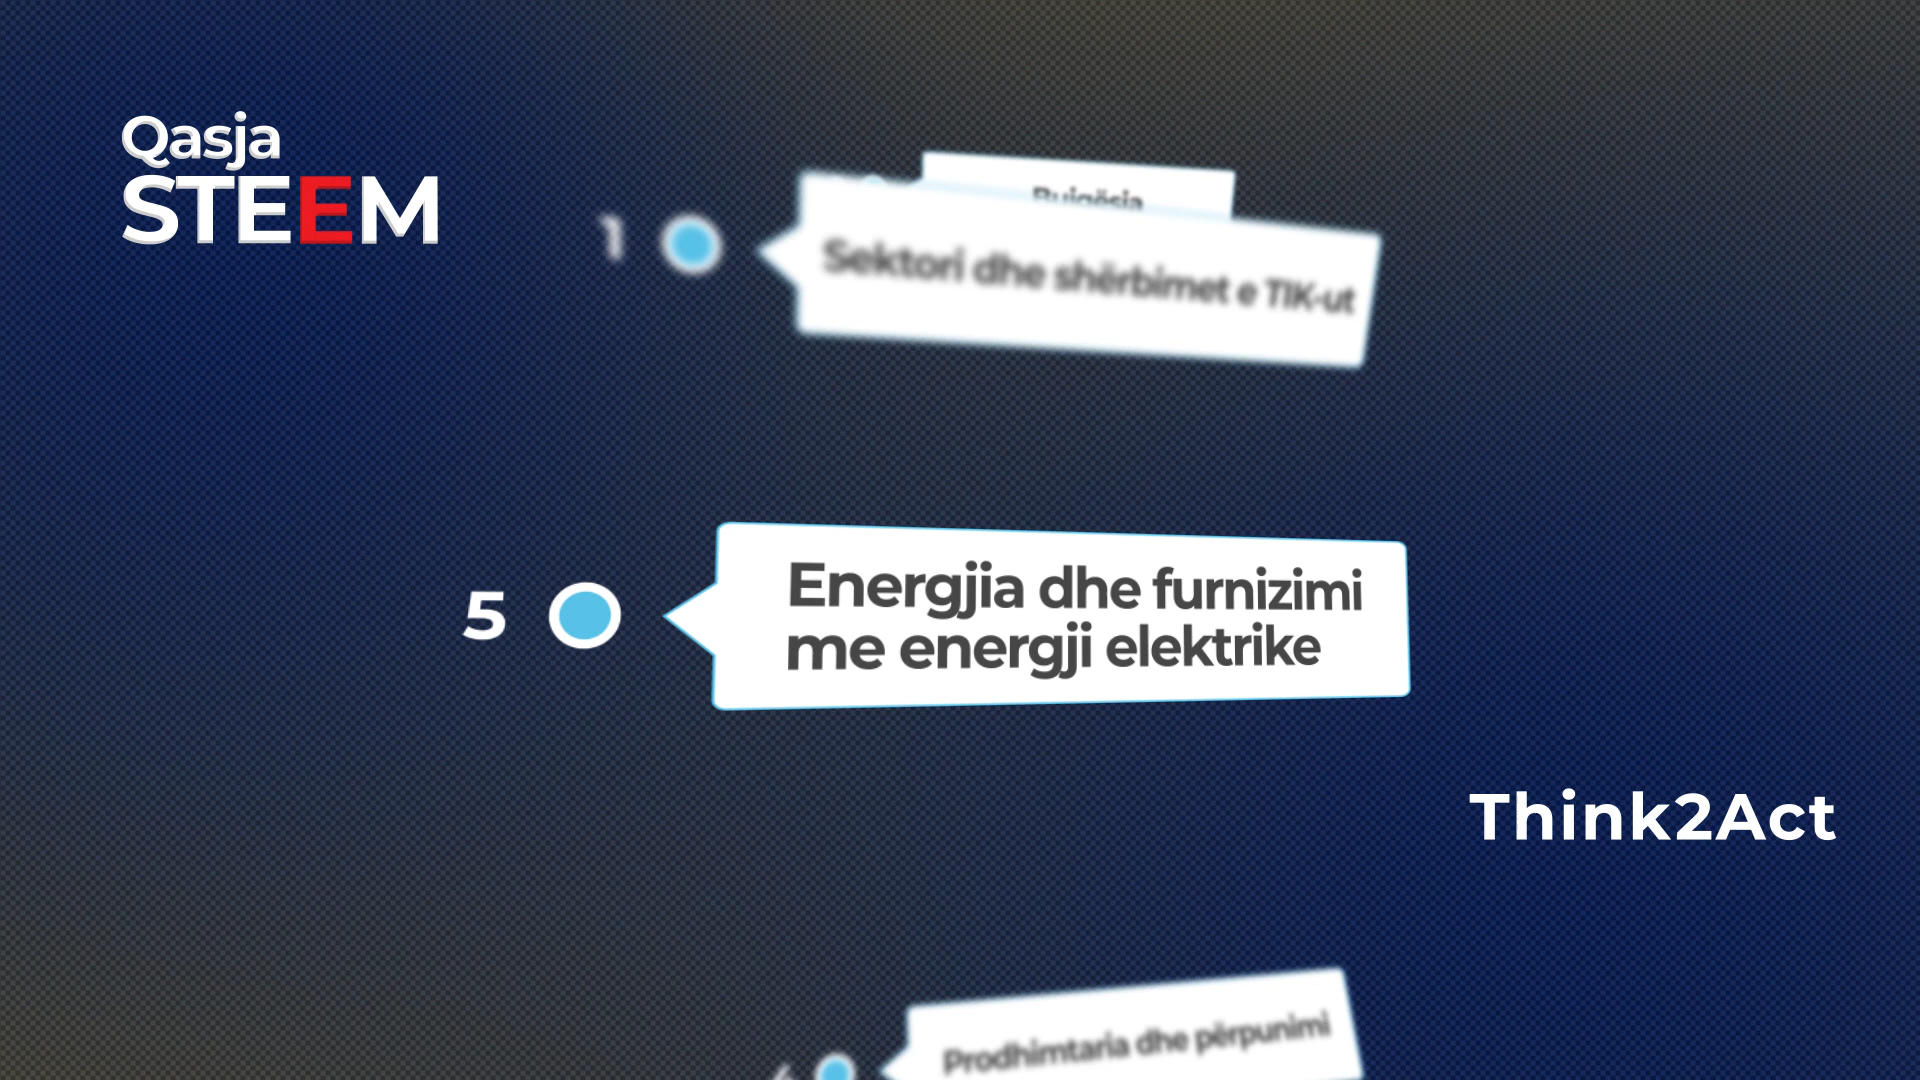 Qasja
STEEM
Bujqësia
1
Sektori dhe shërbimet e TIK-ut
5
Energjia dhe furnizimi
me energji elektrike
Think2Act
Prodhimtaria dhe përpunimi